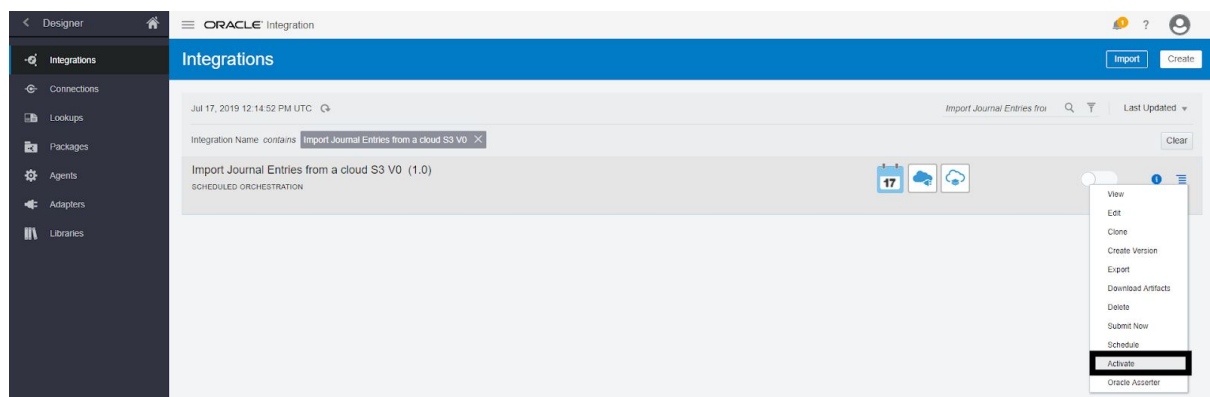 Designer
ORACLE Integration
1
?
Integrations
Integrations
Import
Create
Connections
Lookups
Packages
Agents
Adapters
Libraries
Jul 17, 2019 12:14:52 PM UTC
Import Journal Entries froi
Last Updated
Integration Name contains Import Journal Entries from a cloud S3 V0
Clear
Import Journal Entries from a cloud S3 V0 (1.0)
SCHEDULED ORCHESTRATION
17
View
Edit
Clone
Create Version
Export
Download Artifacts
Delete
Submit Now
Schedule
Activate
Oracle Asserter